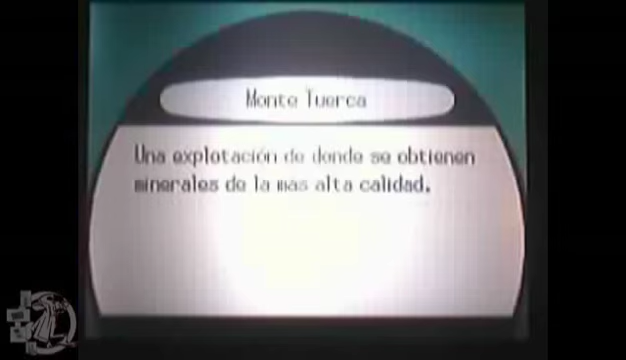 Monte Tuerca
Una explotación de donde se obtienen
minerales de la mas alta calidad.